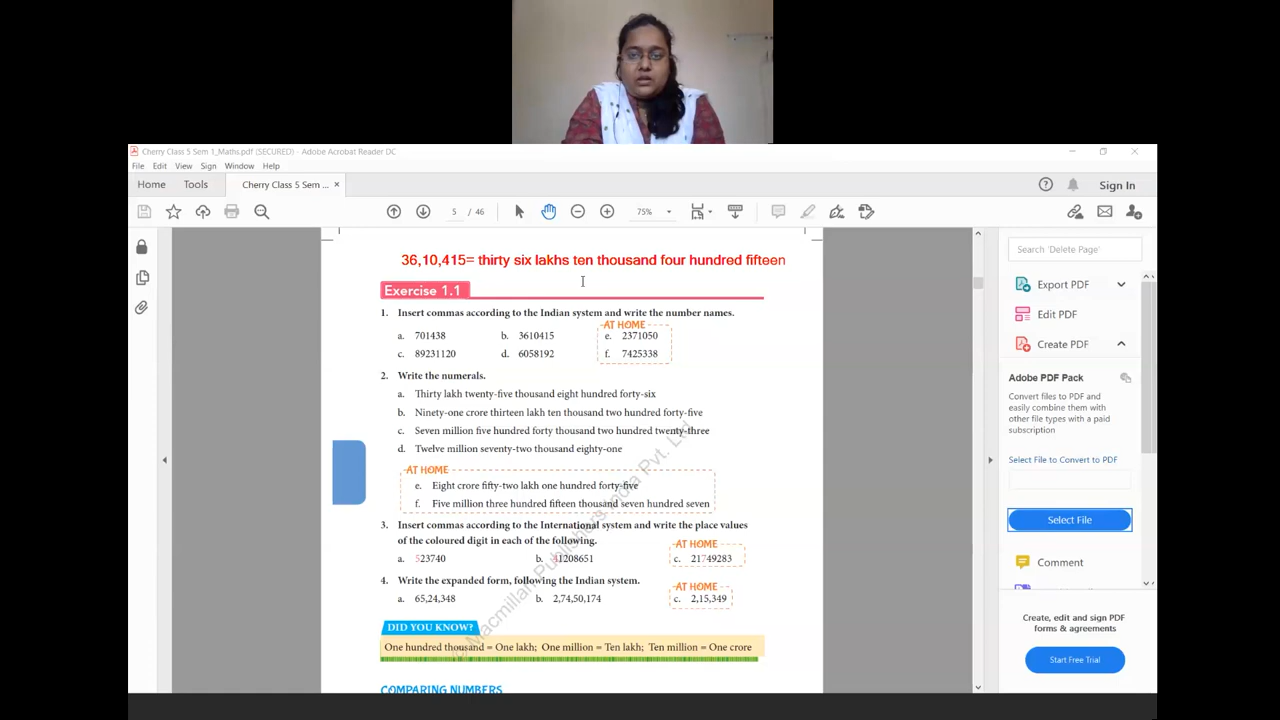 Cherry Class 5 Sem 1_Maths.pdf (SECURED) - Adobe Acrobat Reader DC
File Edit View Sign Window Help
Home Tools Cherry Class 5 Sem ... × Sign In
5 / 46 75%
Search 'Delete Page'
36,10,415= thirty six lakhs ten thousand four hundred fifteen
Exercise 1.1
1. Insert commas according to the Indian system and write the number names.
AT HOME
a. 701438 b. 3610415 e. 2371050
c. 89231120 d. 6058192 f. 7425338
2. Write the numerals.
a. Thirty lakh twenty-five thousand eight hundred forty-six
b. Ninety-one crore thirteen lakh ten thousand two hundred forty-five
c. Seven million five hundred forty thousand two hundred twenty-three
d. Twelve million seventy-two thousand eighty-one
AT HOME
e. Eight crore fifty-two lakh one hundred forty-five
f. Five million three hundred fifteen thousand seven hundred seven
3. Insert commas according to the International system and write the place values
of the coloured digit in each of the following.
AT HOME
a. 523740 b. 41208651 c. 21749283
4. Write the expanded form, following the Indian system.
AT HOME
a. 65,24,348 b. 2,74,50,174 c. 2,15,349
DID YOU KNOW?
One hundred thousand = One lakh; One million = Ten lakh; Ten million = One crore
COMPARING NUMBERS
© Macmillan Publishers India Pvt. Ltd
Export PDF
Edit PDF
Create PDF
Adobe PDF Pack
Convert files to PDF and
easily combine them with
other file types with a paid
subscription
Select File to Convert to PDF
Select File
Comment
Create, edit and sign PDF
forms & agreements
Start Free Trial